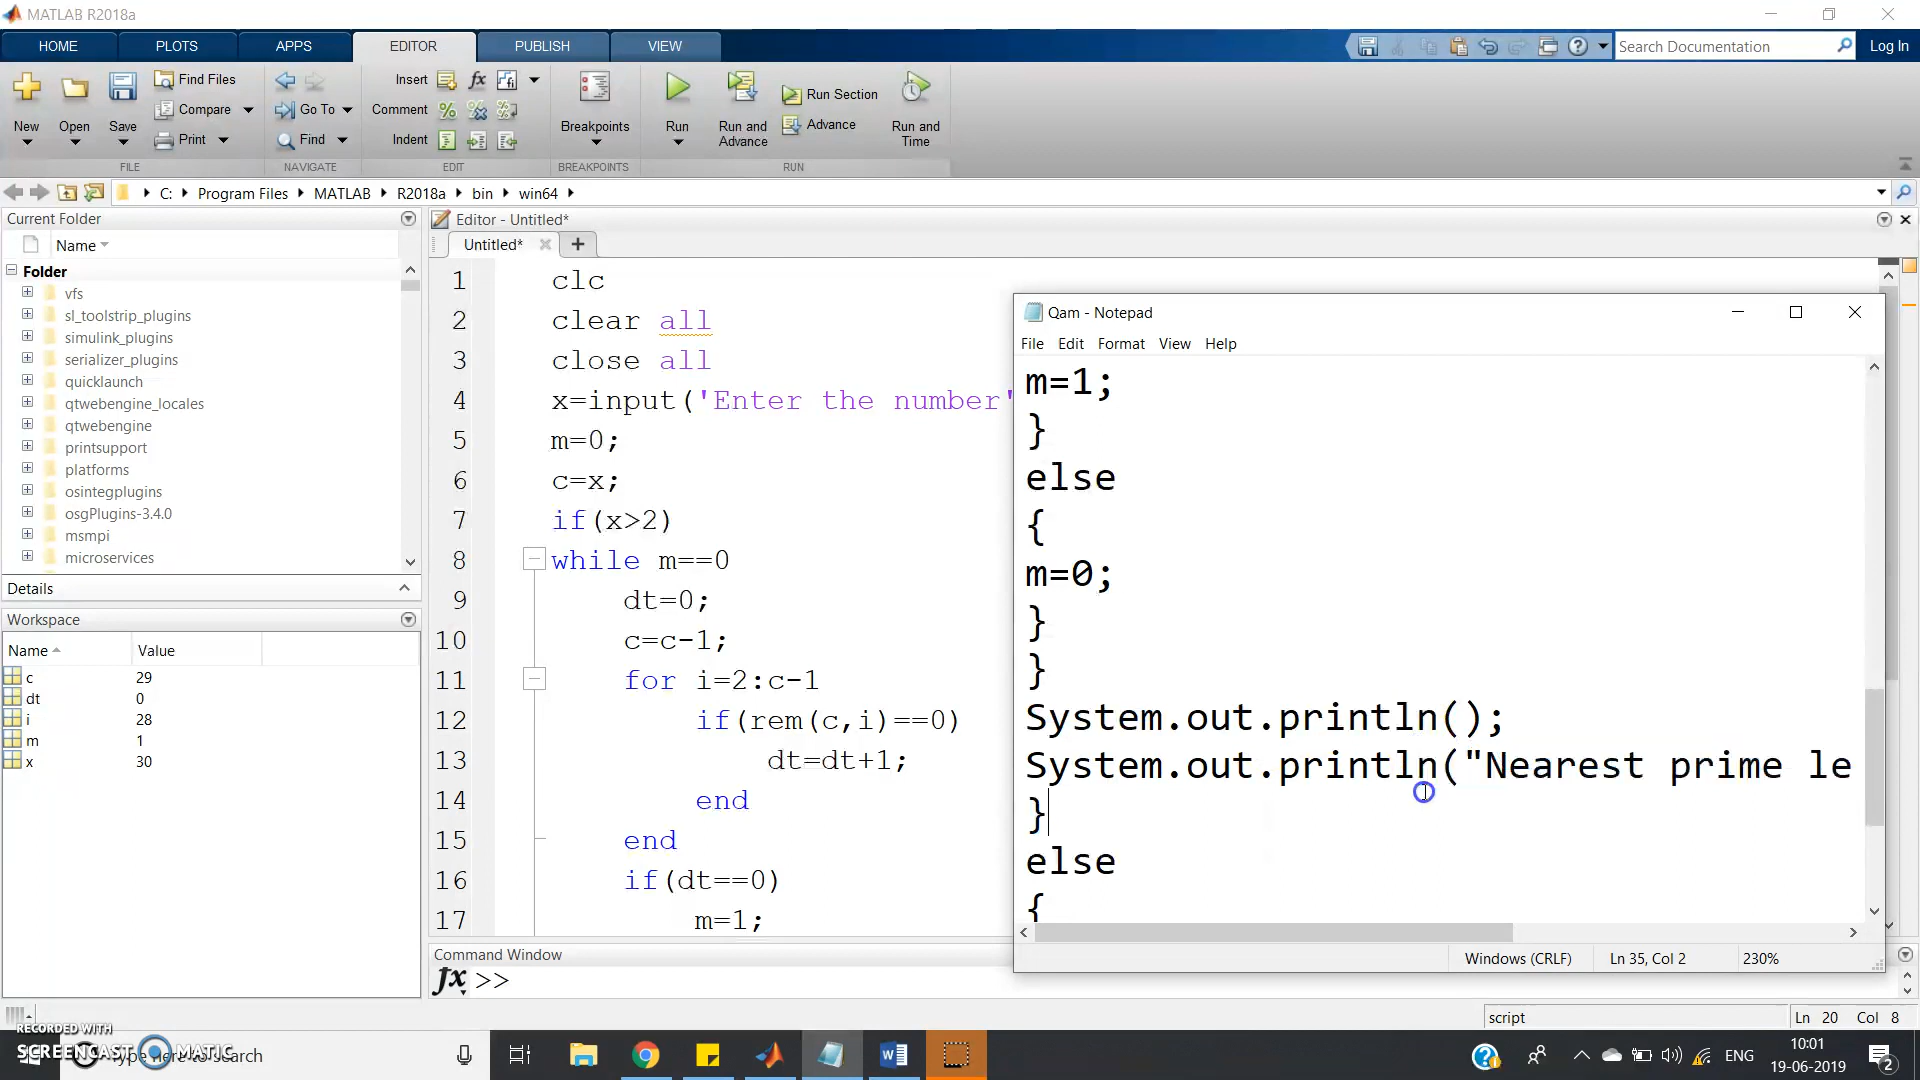 MATLAB R2018a
HOME PLOTS APPS EDITOR PUBLISH VIEW
Search Documentation
Log In
New
Open
Save
Find Files
Compare
Print
FILE
Go To
Find
NAVIGATE
Insert
Comment
Indent
EDIT
Breakpoints
BREAKPOINTS
Run
Run and Advance
Run Section
Advance
Run and Time
RUN
C: Program Files MATLAB R2018a bin win64
Current Folder
Name
Folder
vfs
sl_toolstrip_plugins
simulink_plugins
serializer_plugins
quicklaunch
qtwebengine_locales
qtwebengine
printsupport
platforms
osintegplugins
osgPlugins-3.4.0
msmpi
microservices
Details
Workspace
Name Value
c 29
dt 0
i 28
m 1
x 30
Editor - Untitled*
Untitled*
1 clc
2 clear all
3 close all
4 x=input('Enter the number'
5 m=0;
6 c=x;
7 if(x>2)
8 while m==0
9 dt=0;
10 c=c-1;
11 for i=2:c-1
12 if(rem(c,i)==0)
13 dt=dt+1;
14 end
15 end
16 if(dt==0)
17 m=1;
Command Window
fx >>
Qam - Notepad
File Edit Format View Help
m=1;
}
else
{
m=0;
}
}
System.out.println();
System.out.println("Nearest prime le
}
else
{
Windows (CRLF) Ln 35, Col 2 230%
script Ln 20 Col 8
RECORDED WITH
SCREENCAST MATIC
Type here to search
ENG
10:01
19-06-2019
2